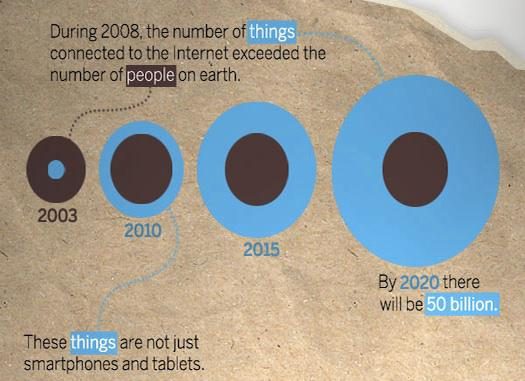 During 2008, the number of things
connected to the Internet exceeded the
number of people on earth.
2003
2010
2015
By 2020 there
will be 50 billion.
These things are not just
smartphones and tablets.